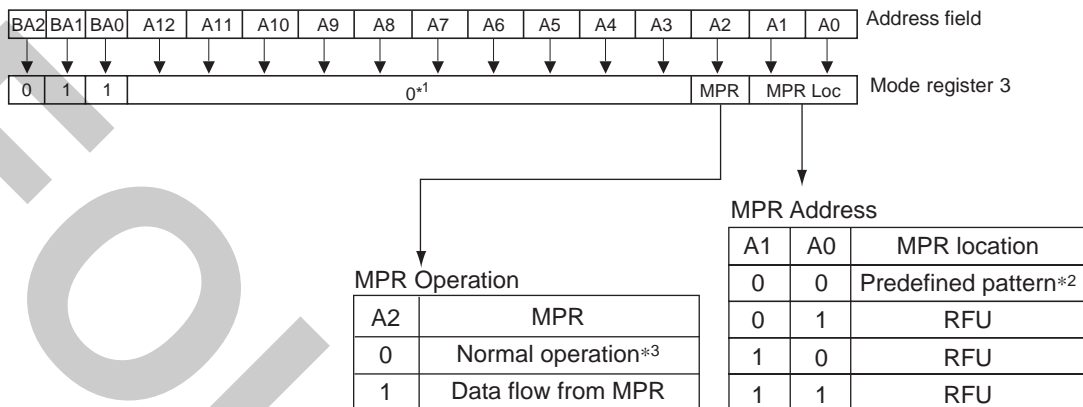 BA2 BA1 BA0 A12 A11 A10 A9 A8 A7 A6 A5 A4 A3 A2 A1 A0 Address field
0 1 1 0*1 MPR MPR Loc Mode register 3
MPR Operation
A2 MPR
0 Normal operation*3
1 Data flow from MPR
MPR Address
A1 A0 MPR location
0 0 Predefined pattern*2
0 1 RFU
1 0 RFU
1 1 RFU